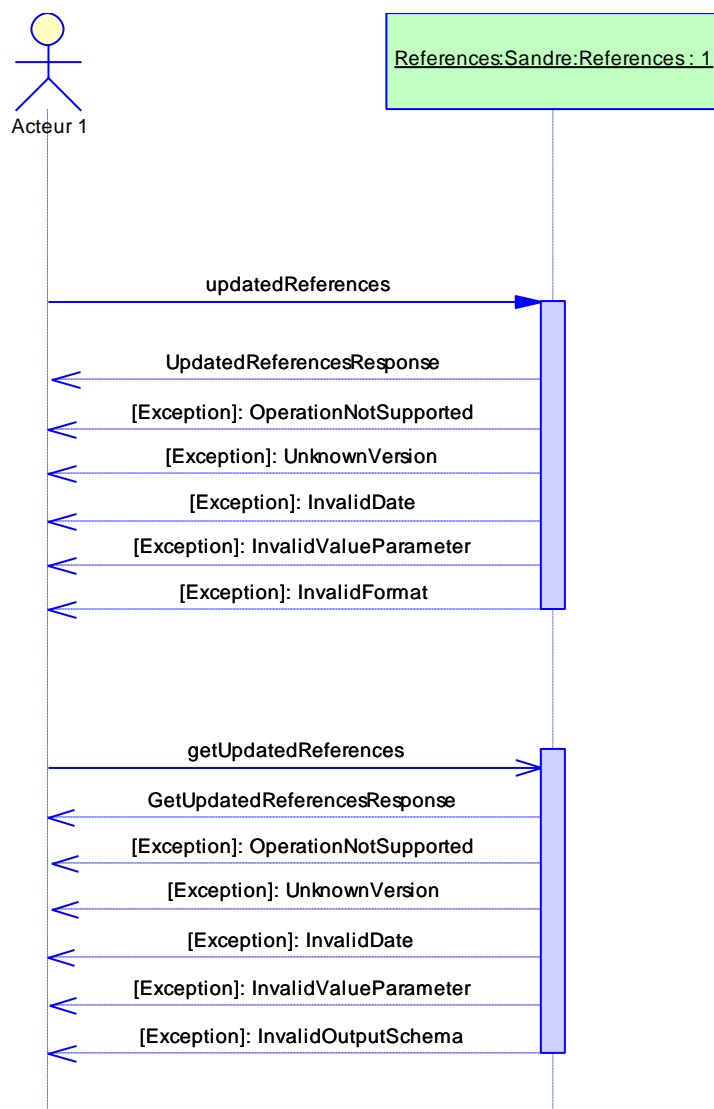 References:Sandre:References : 1
Acteur 1
updatedReferences
UpdatedReferencesResponse
[Exception]: OperationNotSupported
[Exception]: UnknownVersion
[Exception]: InvalidDate
[Exception]: InvalidValueParameter
[Exception]: InvalidFormat
getUpdatedReferences
GetUpdatedReferencesResponse
[Exception]: OperationNotSupported
[Exception]: UnknownVersion
[Exception]: InvalidDate
[Exception]: InvalidValueParameter
[Exception]: InvalidOutputSchema